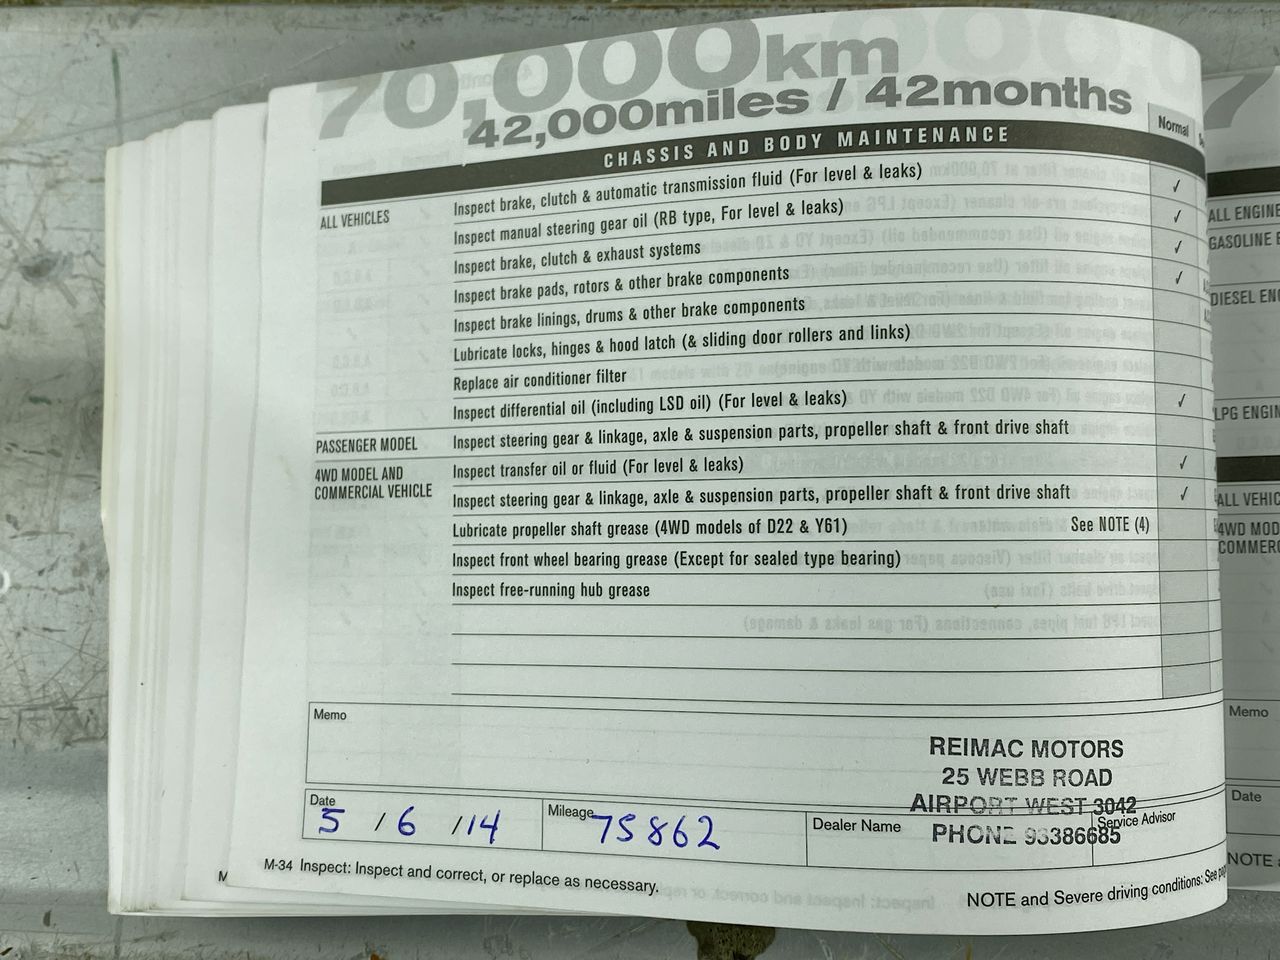 70,000km
42,000miles / 42months
Normal
CHASSIS AND BODY MAINTENANCE
ALL VEHICLES
Inspect brake, clutch & automatic transmission fluid (For level & leaks) ✓
Inspect manual steering gear oil (RB type, For level & leaks) ✓
Inspect brake, clutch & exhaust systems ✓
Inspect brake pads, rotors & other brake components ✓
Inspect brake linings, drums & other brake components
Lubricate locks, hinges & hood latch (& sliding door rollers and links)
Replace air conditioner filter
Inspect differential oil (including LSD oil) (For level & leaks) ✓
PASSENGER MODEL
Inspect steering gear & linkage, axle & suspension parts, propeller shaft & front drive shaft
4WD MODEL AND
COMMERCIAL VEHICLE
Inspect transfer oil or fluid (For level & leaks) ✓
Inspect steering gear & linkage, axle & suspension parts, propeller shaft & front drive shaft ✓
Lubricate propeller shaft grease (4WD models of D22 & Y61) See NOTE (4)
Inspect front wheel bearing grease (Except for sealed type bearing)
Inspect free-running hub grease
Memo
REIMAC MOTORS
25 WEBB ROAD
AIRPORT WEST 3042
PHONE 93386685
Date
5 / 6 / 14
Mileage
75862
Dealer Name
Service Advisor
M-34 Inspect: Inspect and correct, or replace as necessary.
NOTE and Severe driving conditions: See
7
ALL ENGINE
GASOLINE
DIESEL
LPG
ALL
4WD
Memo
Date
NOTE